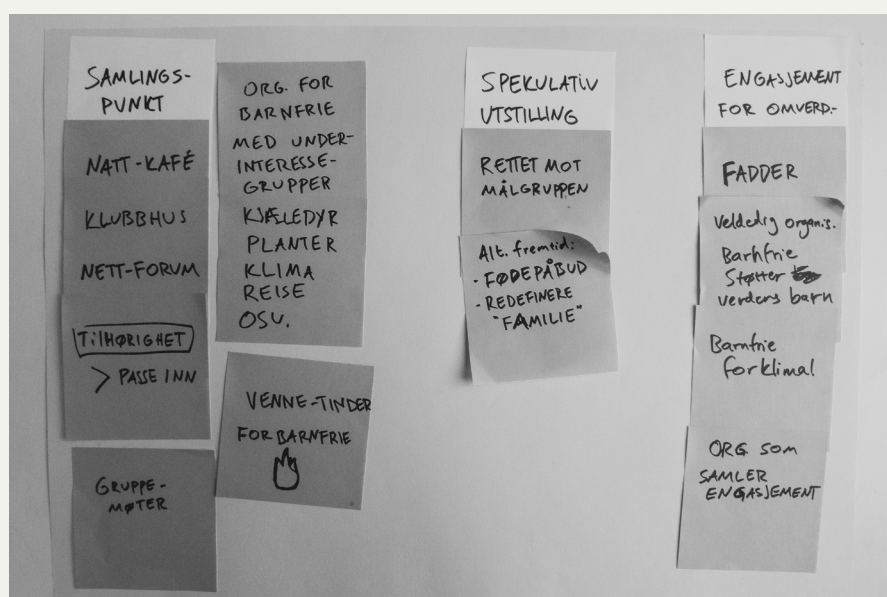 SAMLINGS-
PUNKT
NATT-KAFÉ
KLUBBHUS
NETT-FORUM
TILHØRIGHET
> PASSE INN
GRUPPE-
MØTER
ORG. FOR
BARNFRIE
MED UNDER-
INTERESSE-
GRUPPER
KJÆLEDYR
PLANTER
KLIMA
REISE
OSV.
VENNE-TINDER
FOR BARNFRIE
SPEKULATIV
UTSTILLING
RETTET MOT
MÅLGRUPPEN
Alt. fremtid:
- FØDEPÅBUD
- REDEFINERE
"FAMILIE"
ENGASJEMENT
FOR OMVERD.-
FADDER
Veldedig organis.
Barnfrie
Støtter
verdens barn
Barnfrie
for klima!
ORG. SOM
SAMLER
ENGASJEMENT